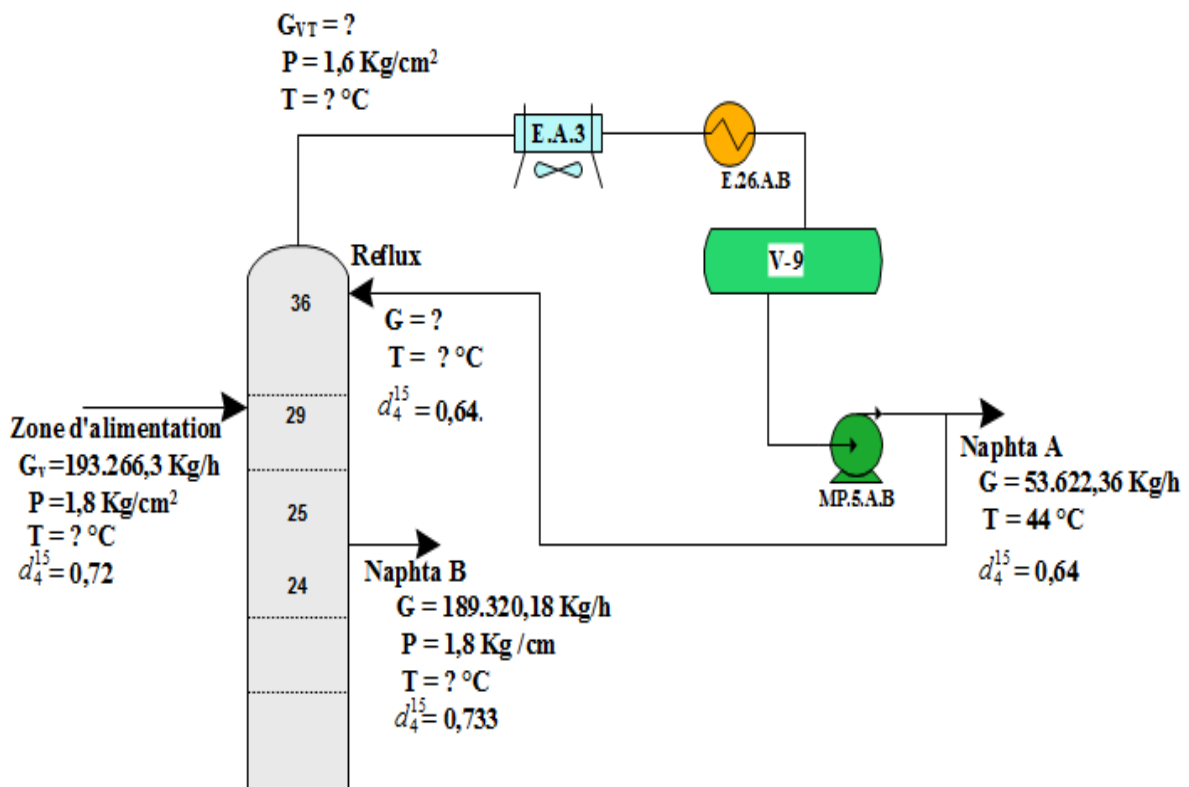 G_VT = ?
P = 1,6 Kg/cm²
T = ? °C
E.A.3
E.26.A.B
V-9
Reflux
36
G = ?
T = ? °C
d₄¹⁵ = 0,64.
29
Zone d'alimentation
Gᵥ =193.266,3 Kg/h
P =1,8 Kg/cm²
T = ? °C
d₄¹⁵ = 0,72
25
24
Naphta B
G = 189.320,18 Kg/h
P = 1,8 Kg /cm
T = ? °C
d₄¹⁵= 0,733
MP.5.A.B
Naphta A
G = 53.622,36 Kg/h
T = 44 °C
d₄¹⁵ = 0,64